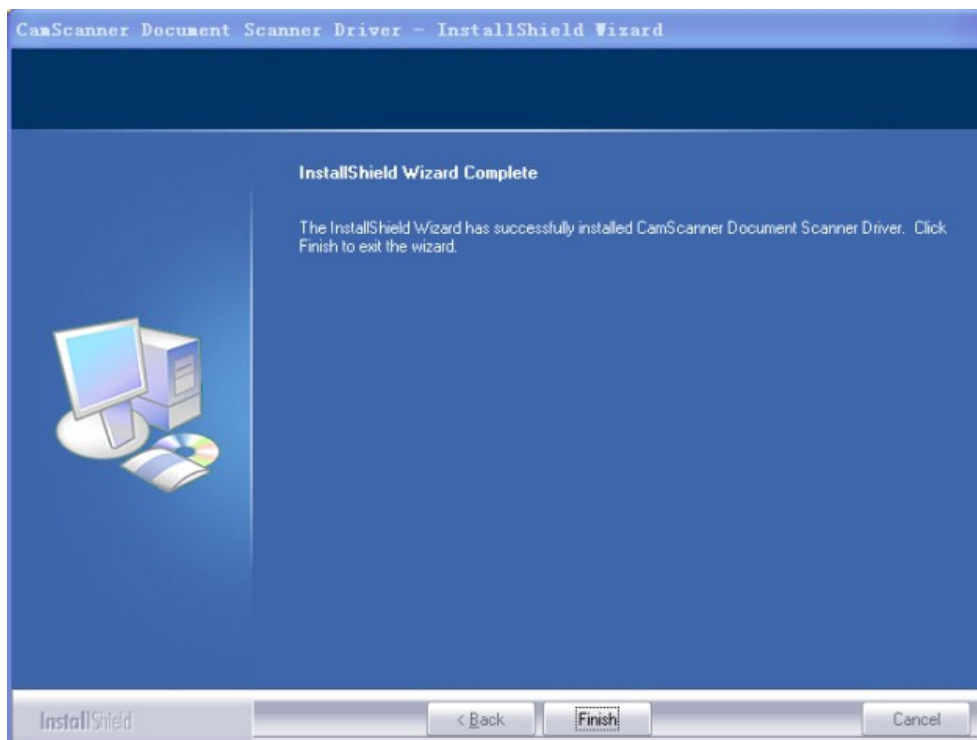 CamScanner Document Scanner Driver - InstallShield Wizard
InstallShield Wizard Complete
The InstallShield Wizard has successfully installed CamScanner Document Scanner Driver. Click
Finish to exit the wizard.
InstallShield
< Back
Finish
Cancel